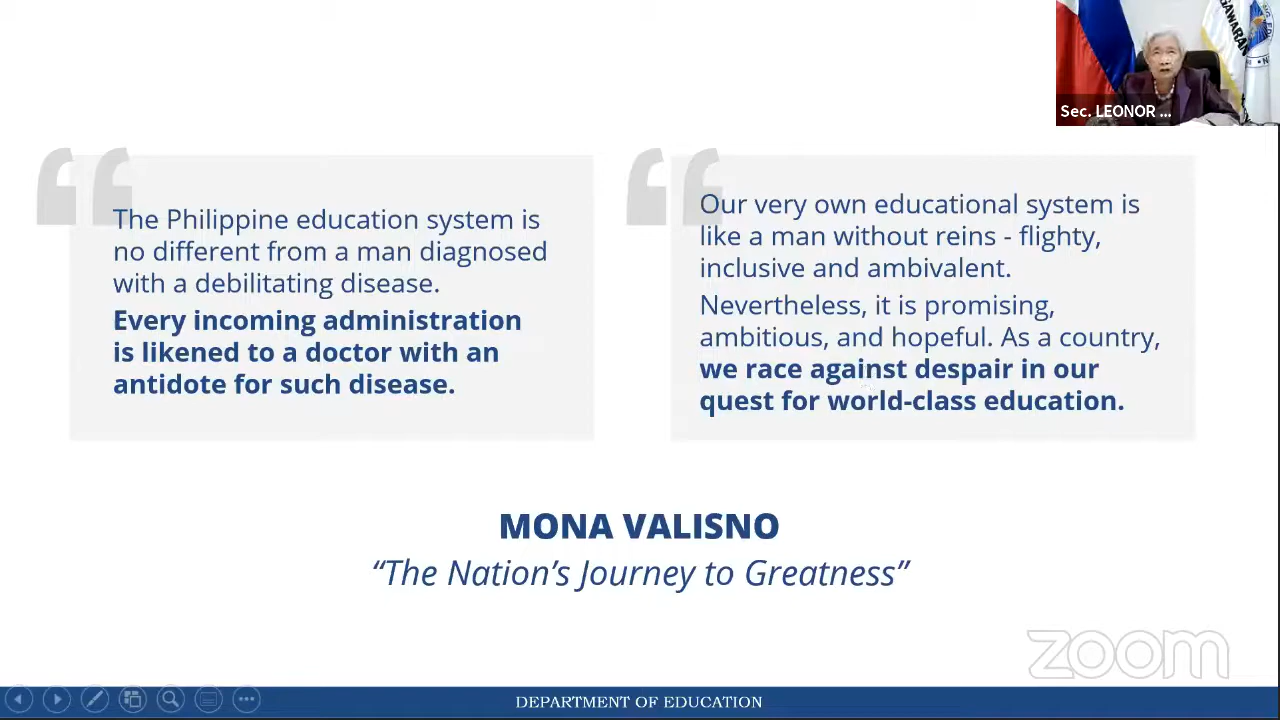 GAWARAN
Sec. LEONOR ...
The Philippine education system is
no different from a man diagnosed
with a debilitating disease.
Every incoming administration
is likened to a doctor with an
antidote for such disease.
Our very own educational system is
like a man without reins - flighty,
inclusive and ambivalent.
Nevertheless, it is promising,
ambitious, and hopeful. As a country,
we race against despair in our
quest for world-class education.
MONA VALISNO
“The Nation’s Journey to Greatness”
zoom
DEPARTMENT OF EDUCATION